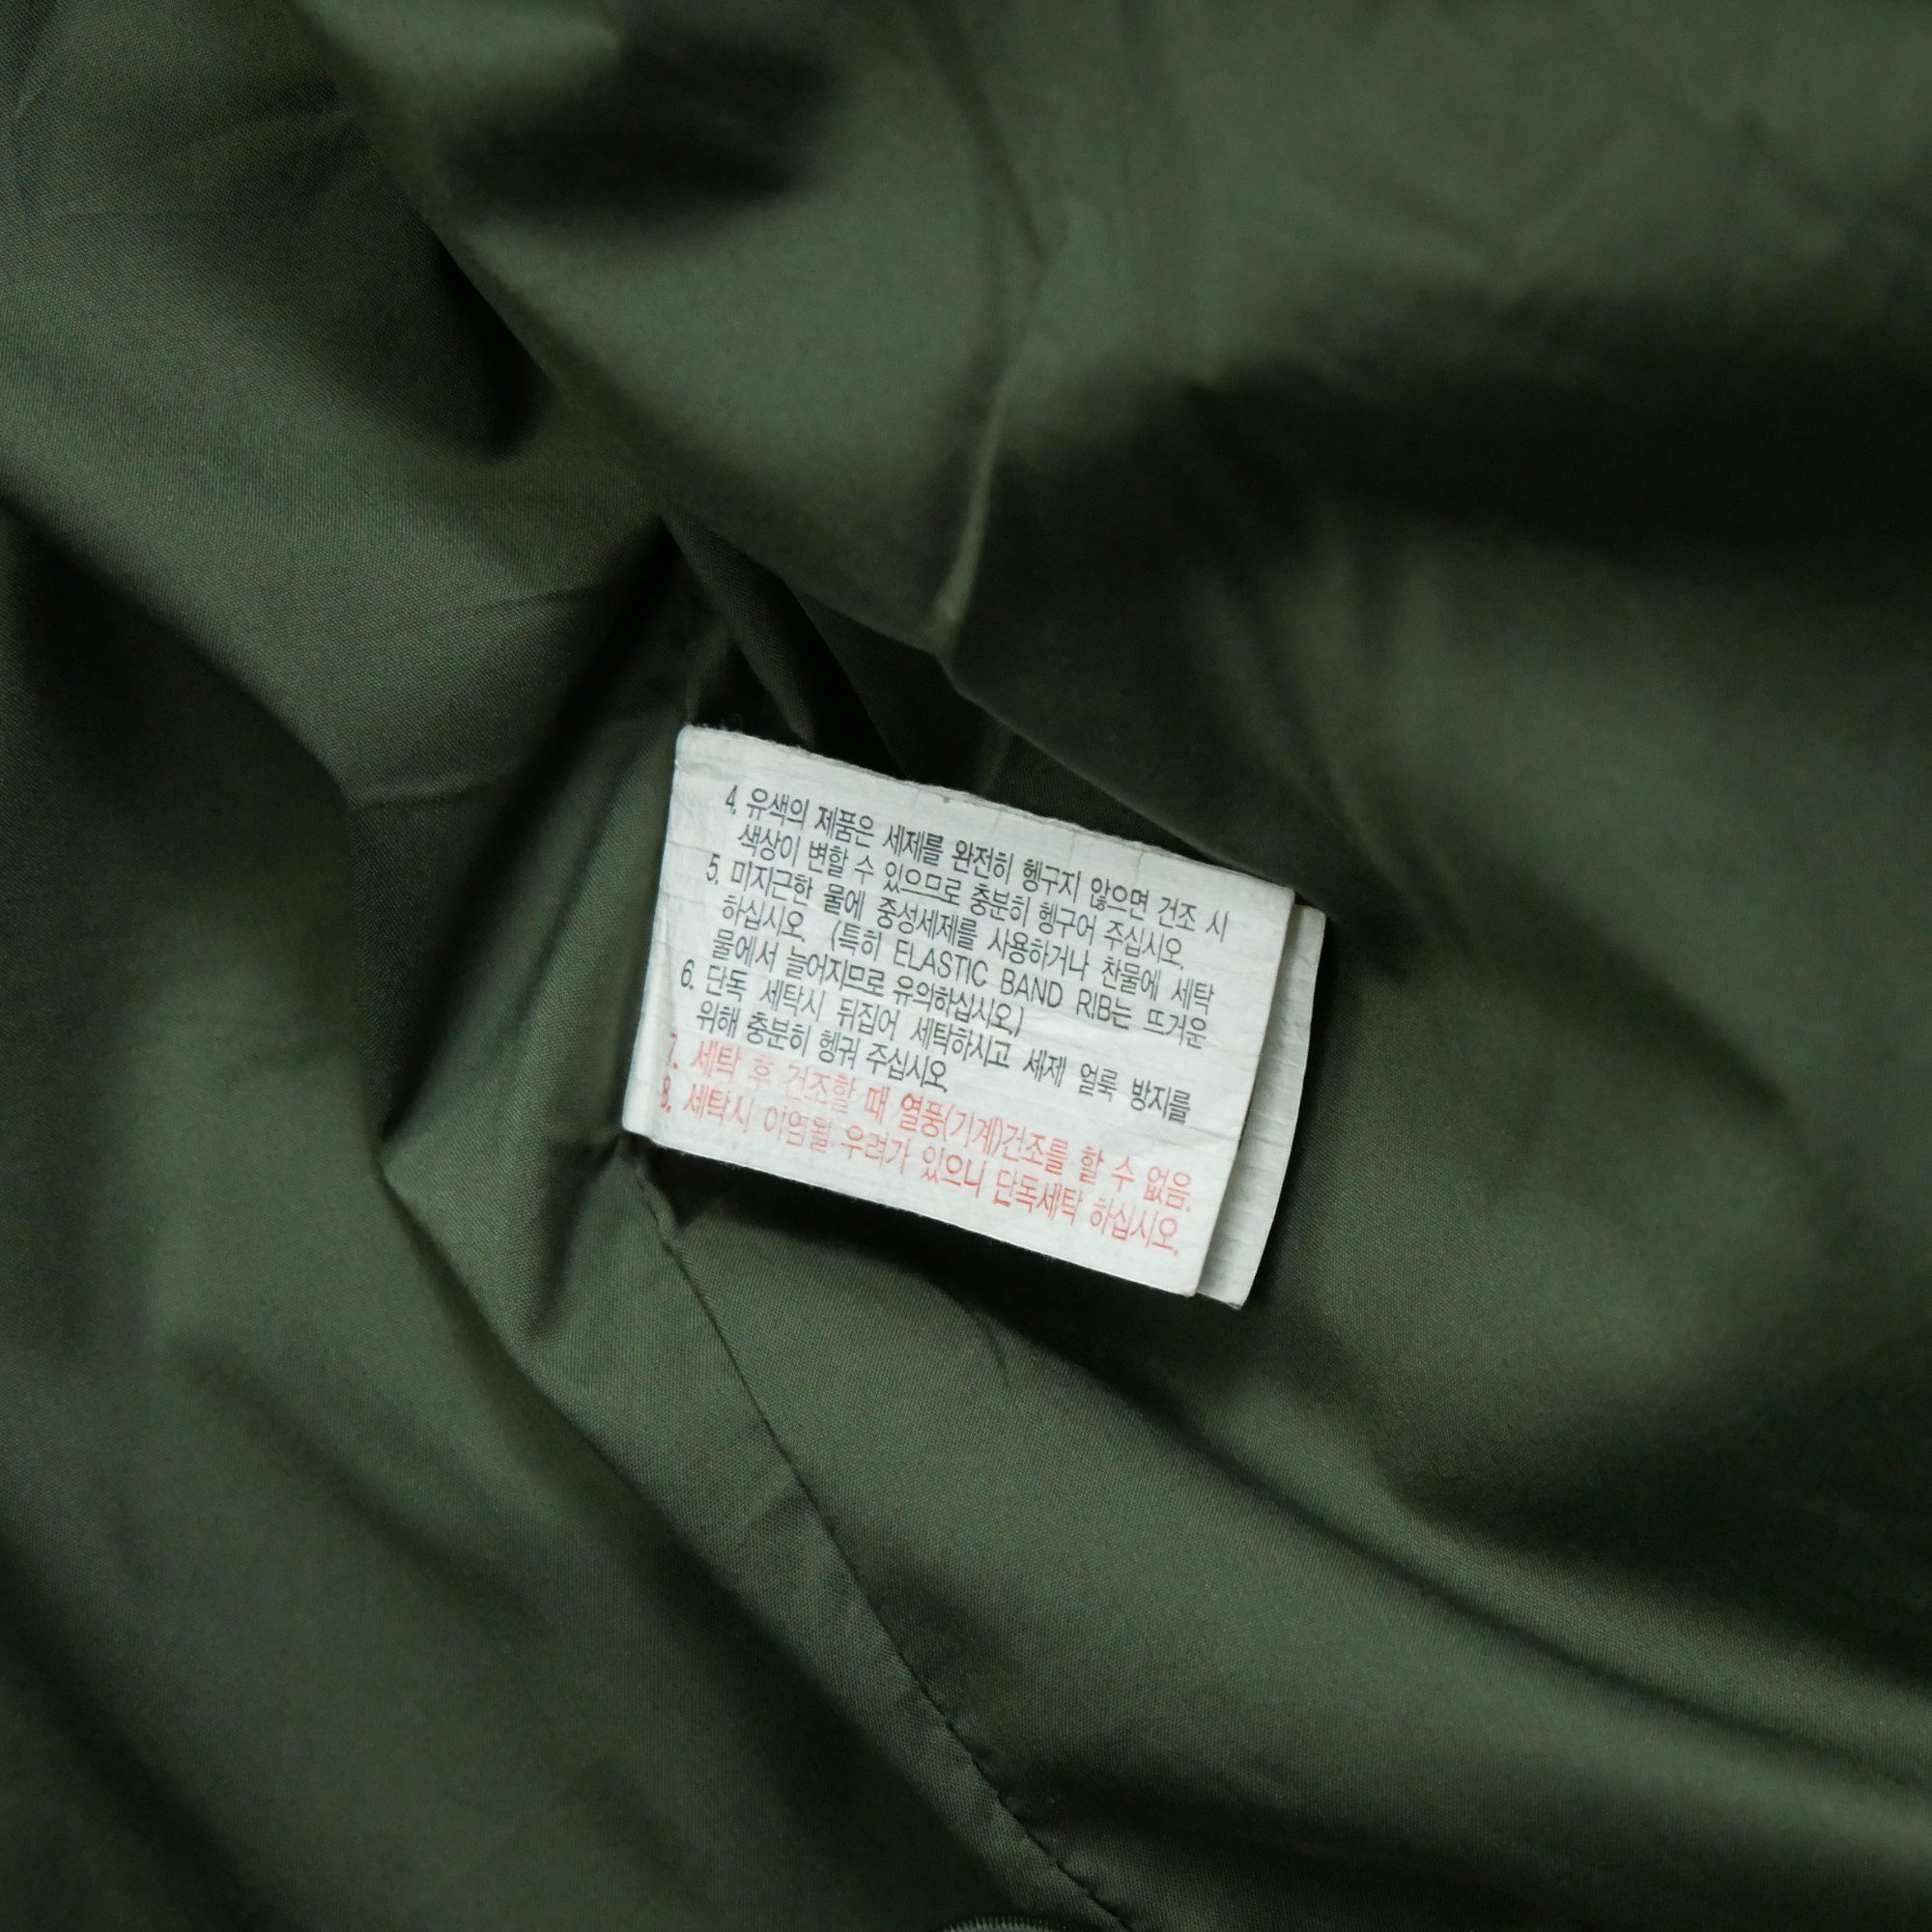 4. 유색의 제품은 세제를 완전히 헹구지 않으면 건조 시
색상이 변할 수 있으므로 충분히 헹구어 주십시오.
5. 미지근한 물에 중성세제를 사용하거나 찬물에 세탁
하십시오. (특히 ELASTIC BAND RIB는 뜨거운
물에서 늘어지므로 유의하십시오.)
6. 단독 세탁시 뒤집어 세탁하시고 세제 얼룩 방지를
위해 충분히 헹궈 주십시오.
7. 세탁 후 건조할 때 열풍(기계)건조를 할 수 없음.
8. 세탁시 이염될 우려가 있으니 단독세탁 하십시오.